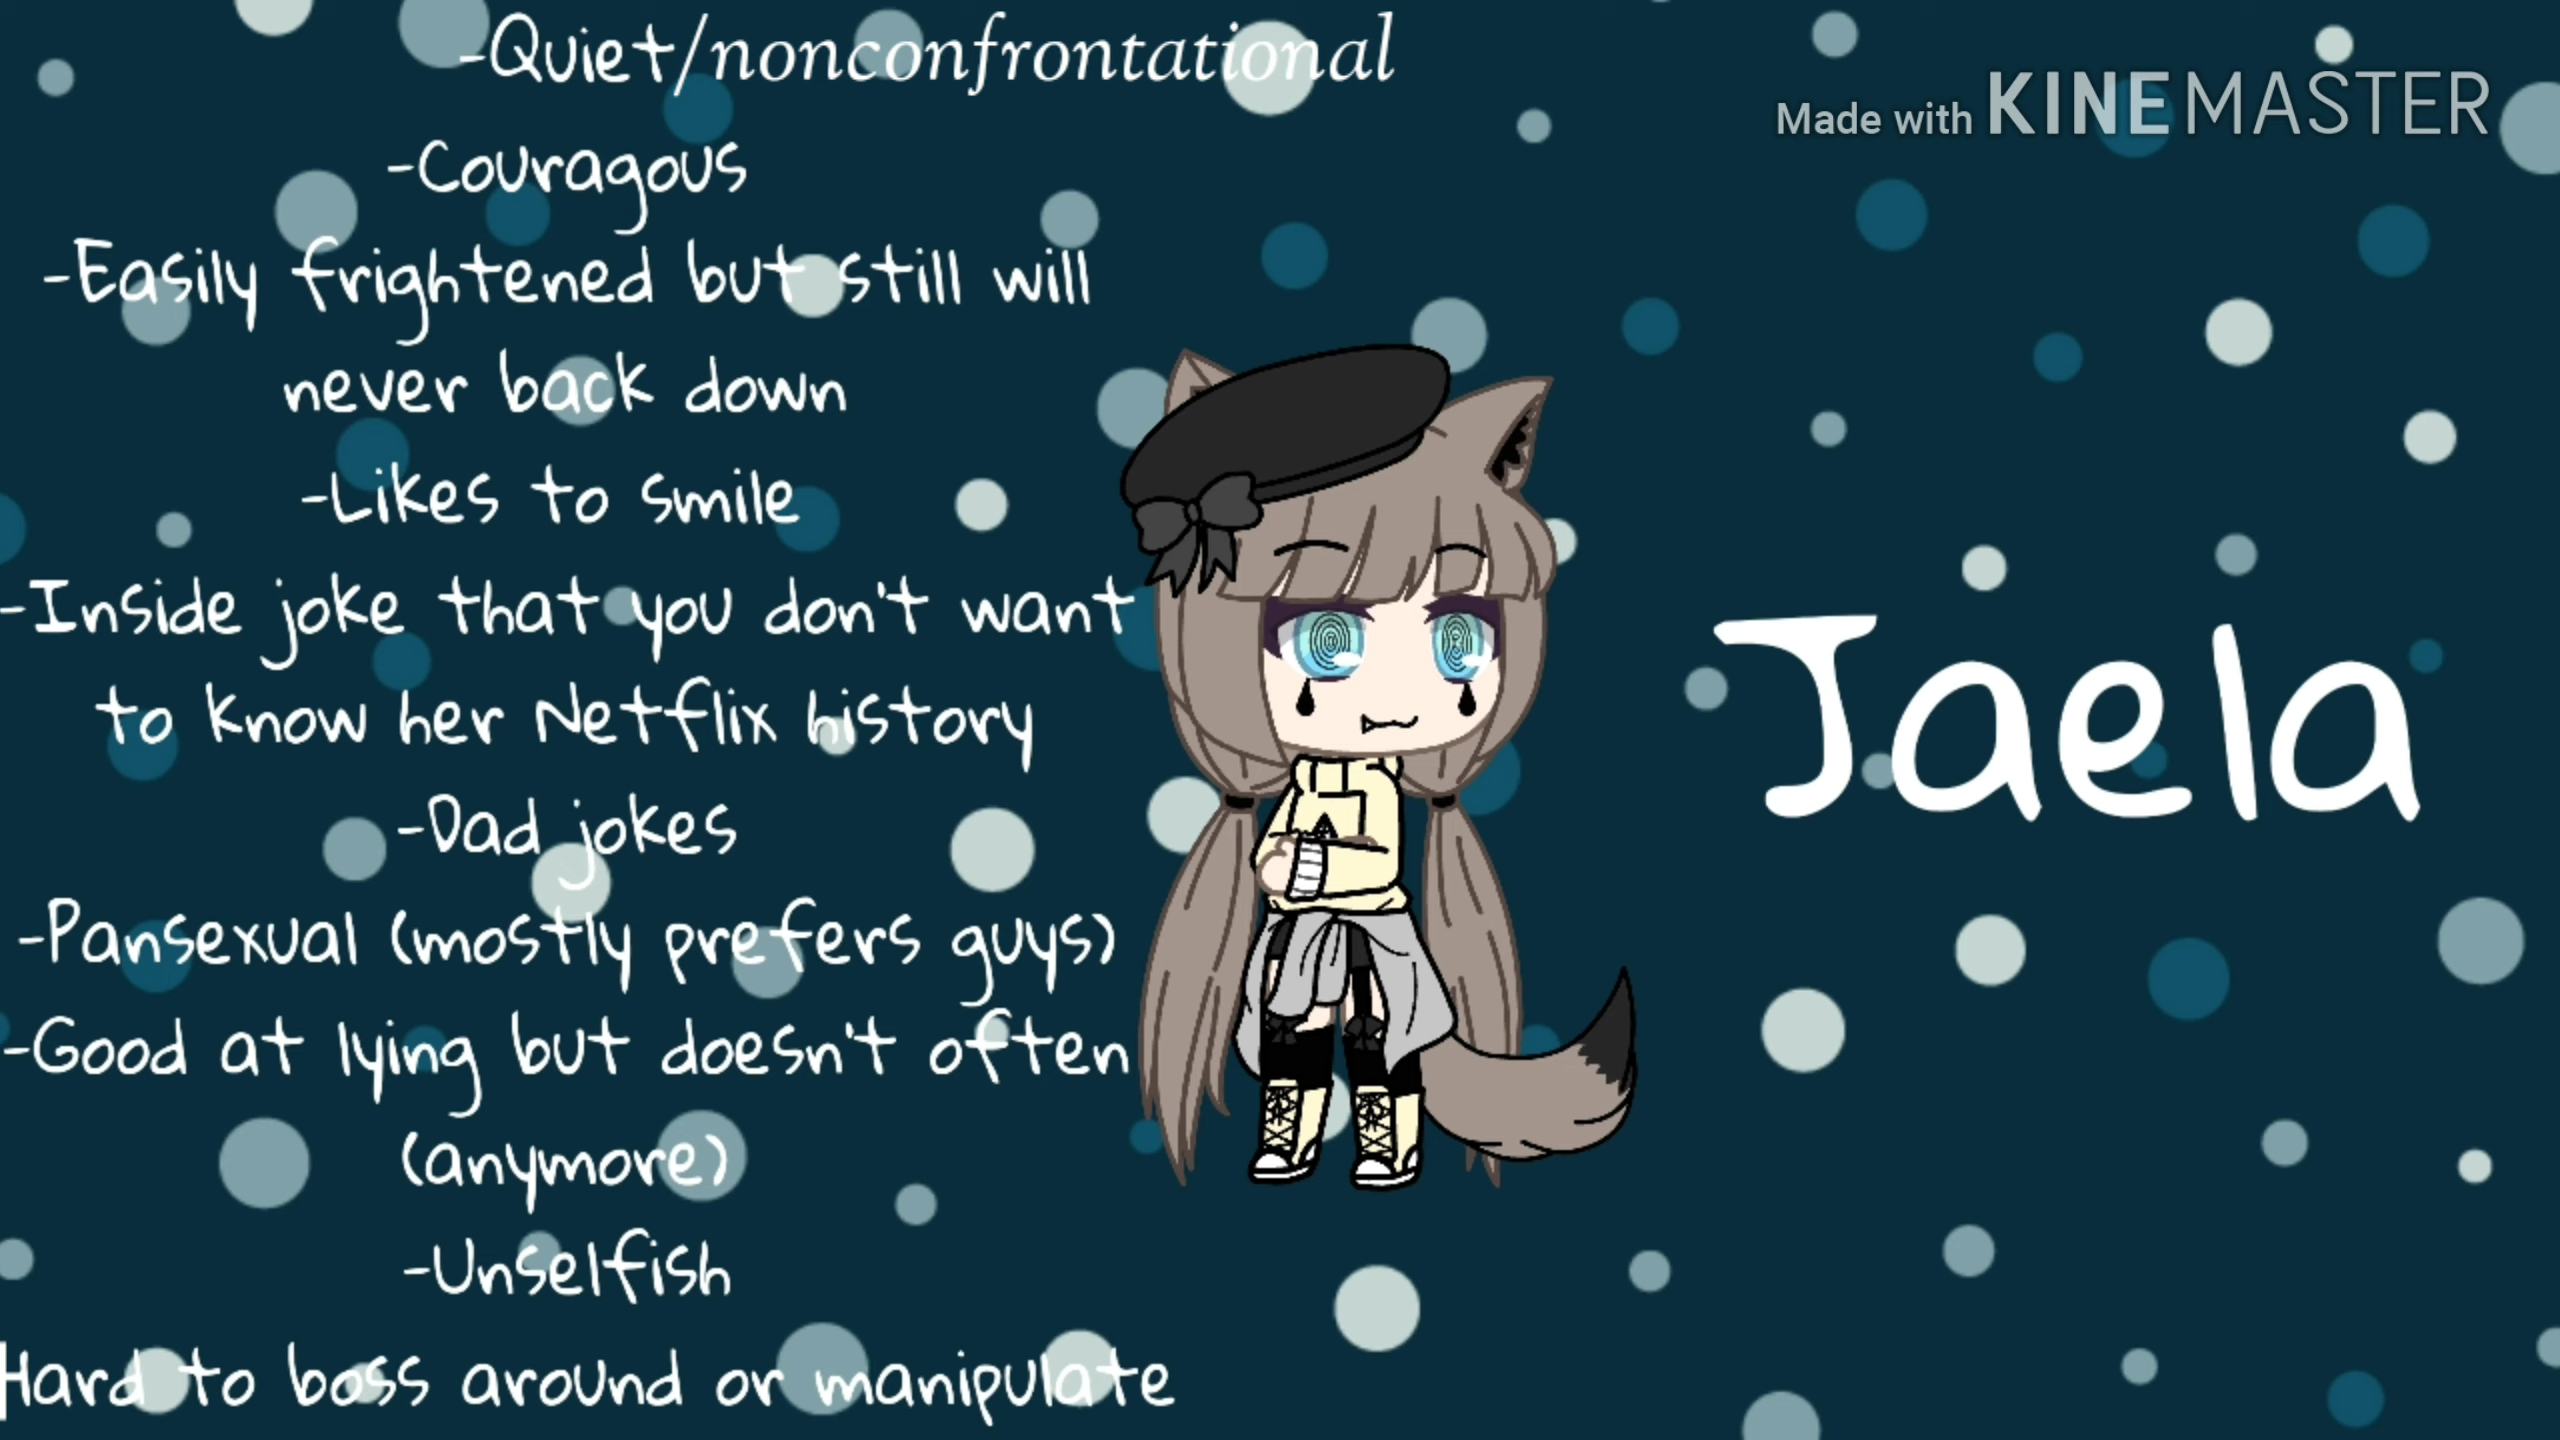 -Quiet/nonconfrontational
-Couragous
-Easily frightened but still will
never back down
-Likes to smile
-Inside joke that you don't want
to know her Netflix history
-Dad jokes
-Pansexual (mostly prefers guys)
-Good at lying but doesn't often
(anymore)
-Unselfish
Hard to boss around or manipulate
Made with KINEMASTER
Jaela